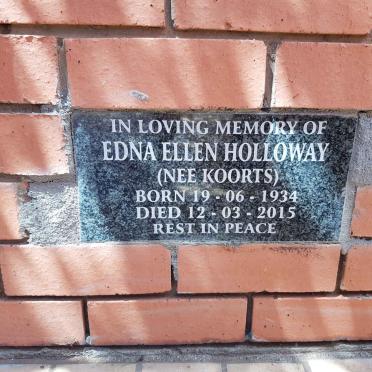 IN LOVING MEMORY OF
EDNA ELLEN HOLLOWAY
(NEE KOORTS)
BORN 19 - 06 - 1934
DIED 12 - 03 - 2015
REST IN PEACE